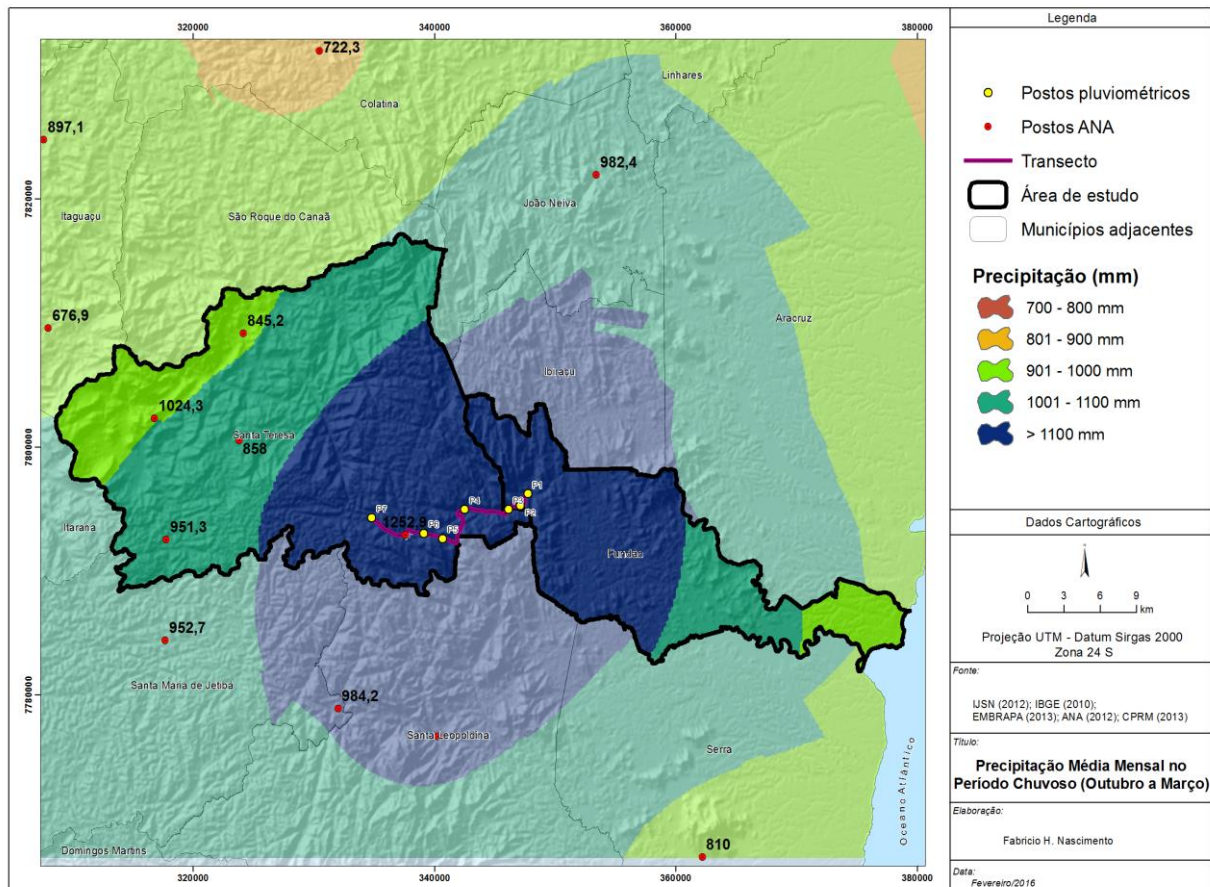 320000
340000
360000
380000
722,3
Linhares
Colatina
897,1
982,4
João Neiva
Itaguaçu
São Roque do Canaã
7820000
7820000
676,9
845,2
Aracruz
Ibiraçu
1024,3
Santa Teresa
858
7800000
7800000
P1
P7
P4
P3
P2
1252,9
P6
P5
Itarana
951,3
Fundão
952,7
Santa Maria de Jetibá
984,2
7780000
7780000
Santa Leopoldina
Serra
Oceano Atlântico
810
Domingos Martins
320000
340000
360000
380000
Legenda
Postos pluviométricos
Postos ANA
Transecto
Área de estudo
Municípios adjacentes
Precipitação (mm)
700 - 800 mm
801 - 900 mm
901 - 1000 mm
1001 - 1100 mm
> 1100 mm
Dados Cartográficos
0 3 6 9
km
Projeção UTM - Datum Sirgas 2000
Zona 24 S
Fonte:
IJSN (2012); IBGE (2010);
EMBRAPA (2013); ANA (2012); CPRM (2013)
Título:
Precipitação Média Mensal no
Período Chuvoso (Outubro a Março)
Elaboração:
Fabricio H. Nascimento
Data:
Fevereiro/2016